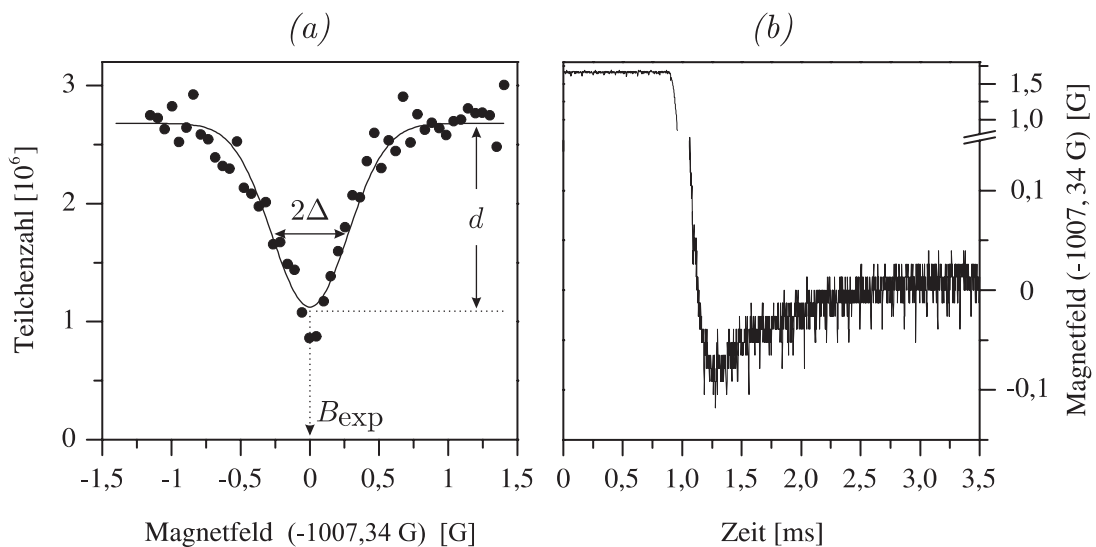 (a)
(b)
Teilchenzahl [10⁶]
3
2
1
0
2Δ
d
B_exp
-1,5
-1
-0,5
0
0,5
1
1,5
Magnetfeld (-1007,34 G) [G]
1,5
1,0
0,1
0
-0,1
Magnetfeld (-1007,34 G) [G]
0
0,5
1,0
1,5
2,0
2,5
3,0
3,5
Zeit [ms]